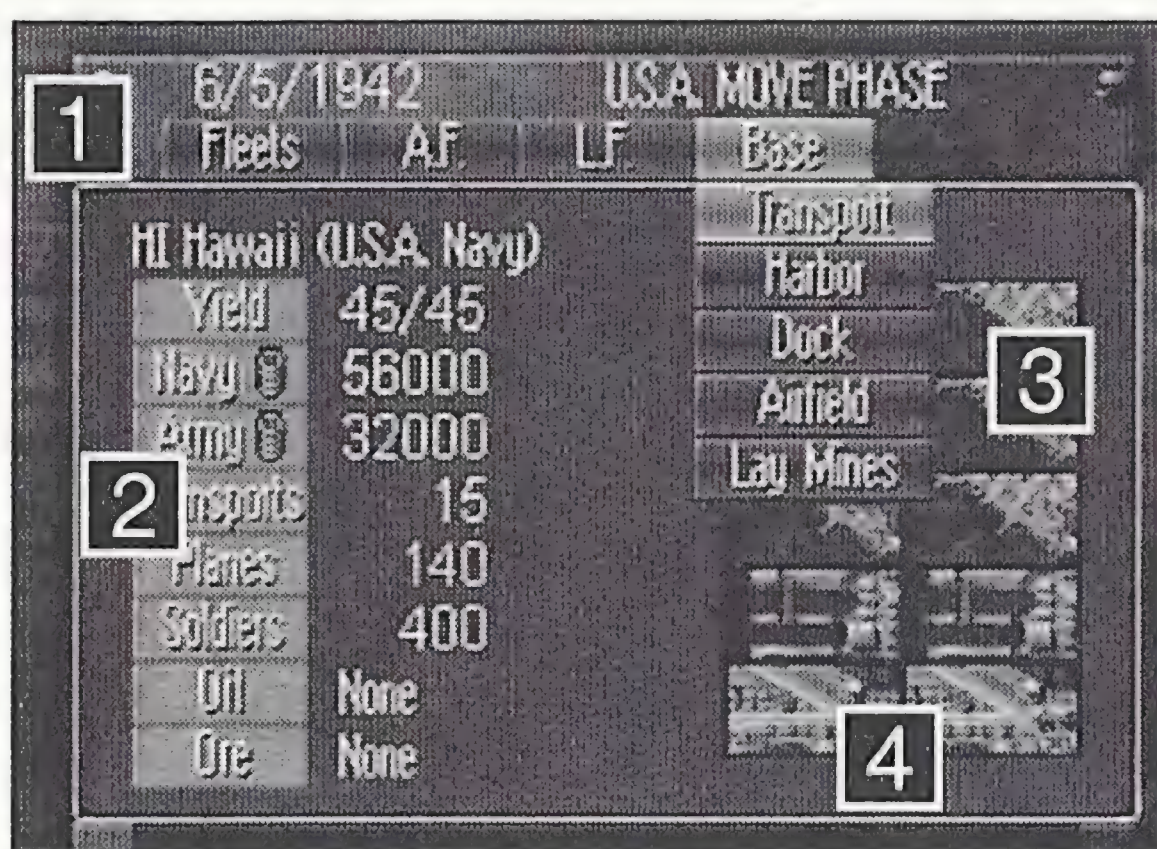 6/5/1942 U.S.A. MOVE PHASE
1
Fleets A.F. L.F. Base
Transport
HI Hawaii (U.S.A. Navy)
Harbor
Yield 45/45
Dock
3
Navy 56000
Airfield
Army 32000
Lay Mines
2
nsports 15
Planes 140
Soldiers 400
Oil None
4
Ore None